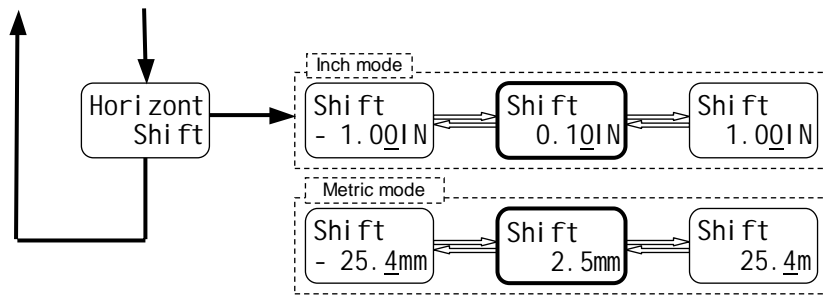 Inch mode
Horizont
Shift
Shift
- 1.00IN
Shift
0.10IN
Shift
1.00IN
Metric mode
Shift
- 25.4mm
Shift
2.5mm
Shift
25.4m